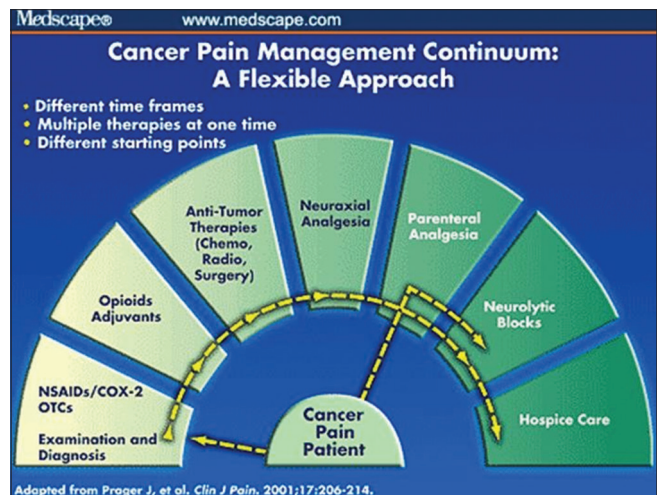 Medscape® www.medscape.com
Cancer Pain Management Continuum:
A Flexible Approach
• Different time frames
• Multiple therapies at one time
• Different starting points
NSAIDs/COX-2
OTCs
Examination and
Diagnosis
Opioids
Adjuvants
Anti-Tumor
Therapies
(Chemo,
Radio,
Surgery)
Neuraxial
Analgesia
Parenteral
Analgesia
Neurolytic
Blocks
Hospice Care
Cancer
Pain
Patient
Adapted from Prager J, et al. Clin J Pain. 2001;17:206-214.